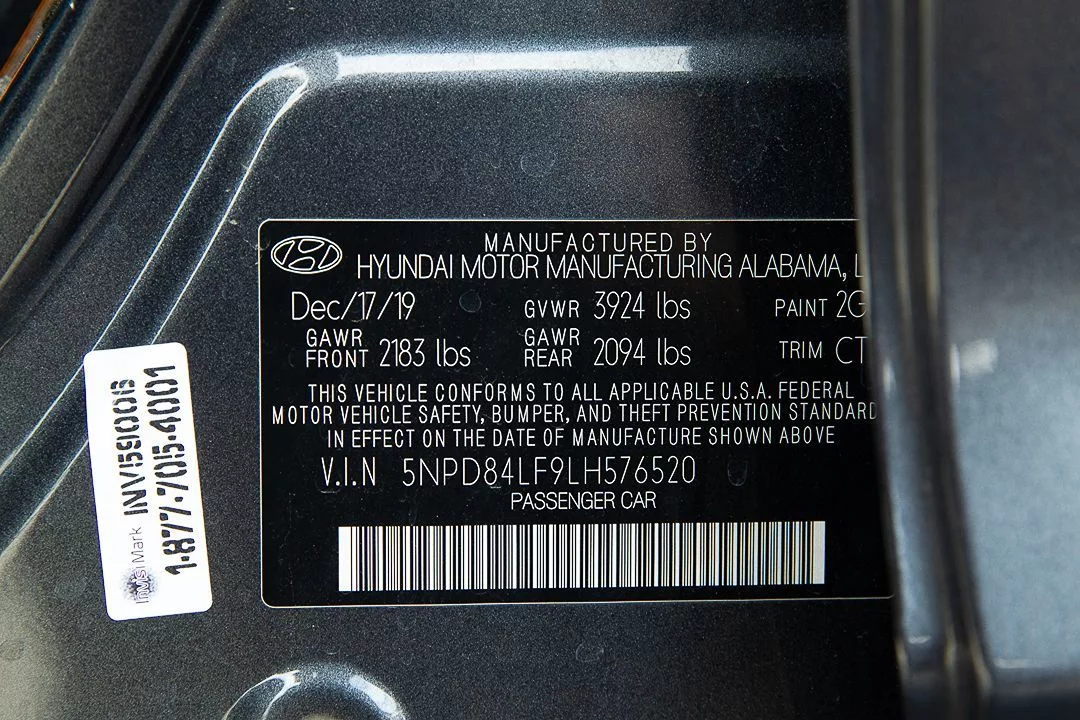 MANUFACTURED BY
HYUNDAI MOTOR MANUFACTURING ALABAMA, L
Dec/17/19 GVWR 3924 lbs PAINT 2G
GAWR FRONT 2183 lbs GAWR REAR 2094 lbs TRIM CT
THIS VEHICLE CONFORMS TO ALL APPLICABLE U.S.A. FEDERAL
MOTOR VEHICLE SAFETY, BUMPER, AND THEFT PREVENTION STANDARD
IN EFFECT ON THE DATE OF MANUFACTURE SHOWN ABOVE
V.I.N 5NPD84LF9LH576520
PASSENGER CAR
InVisi Mark INV59006
1-877-705-4001